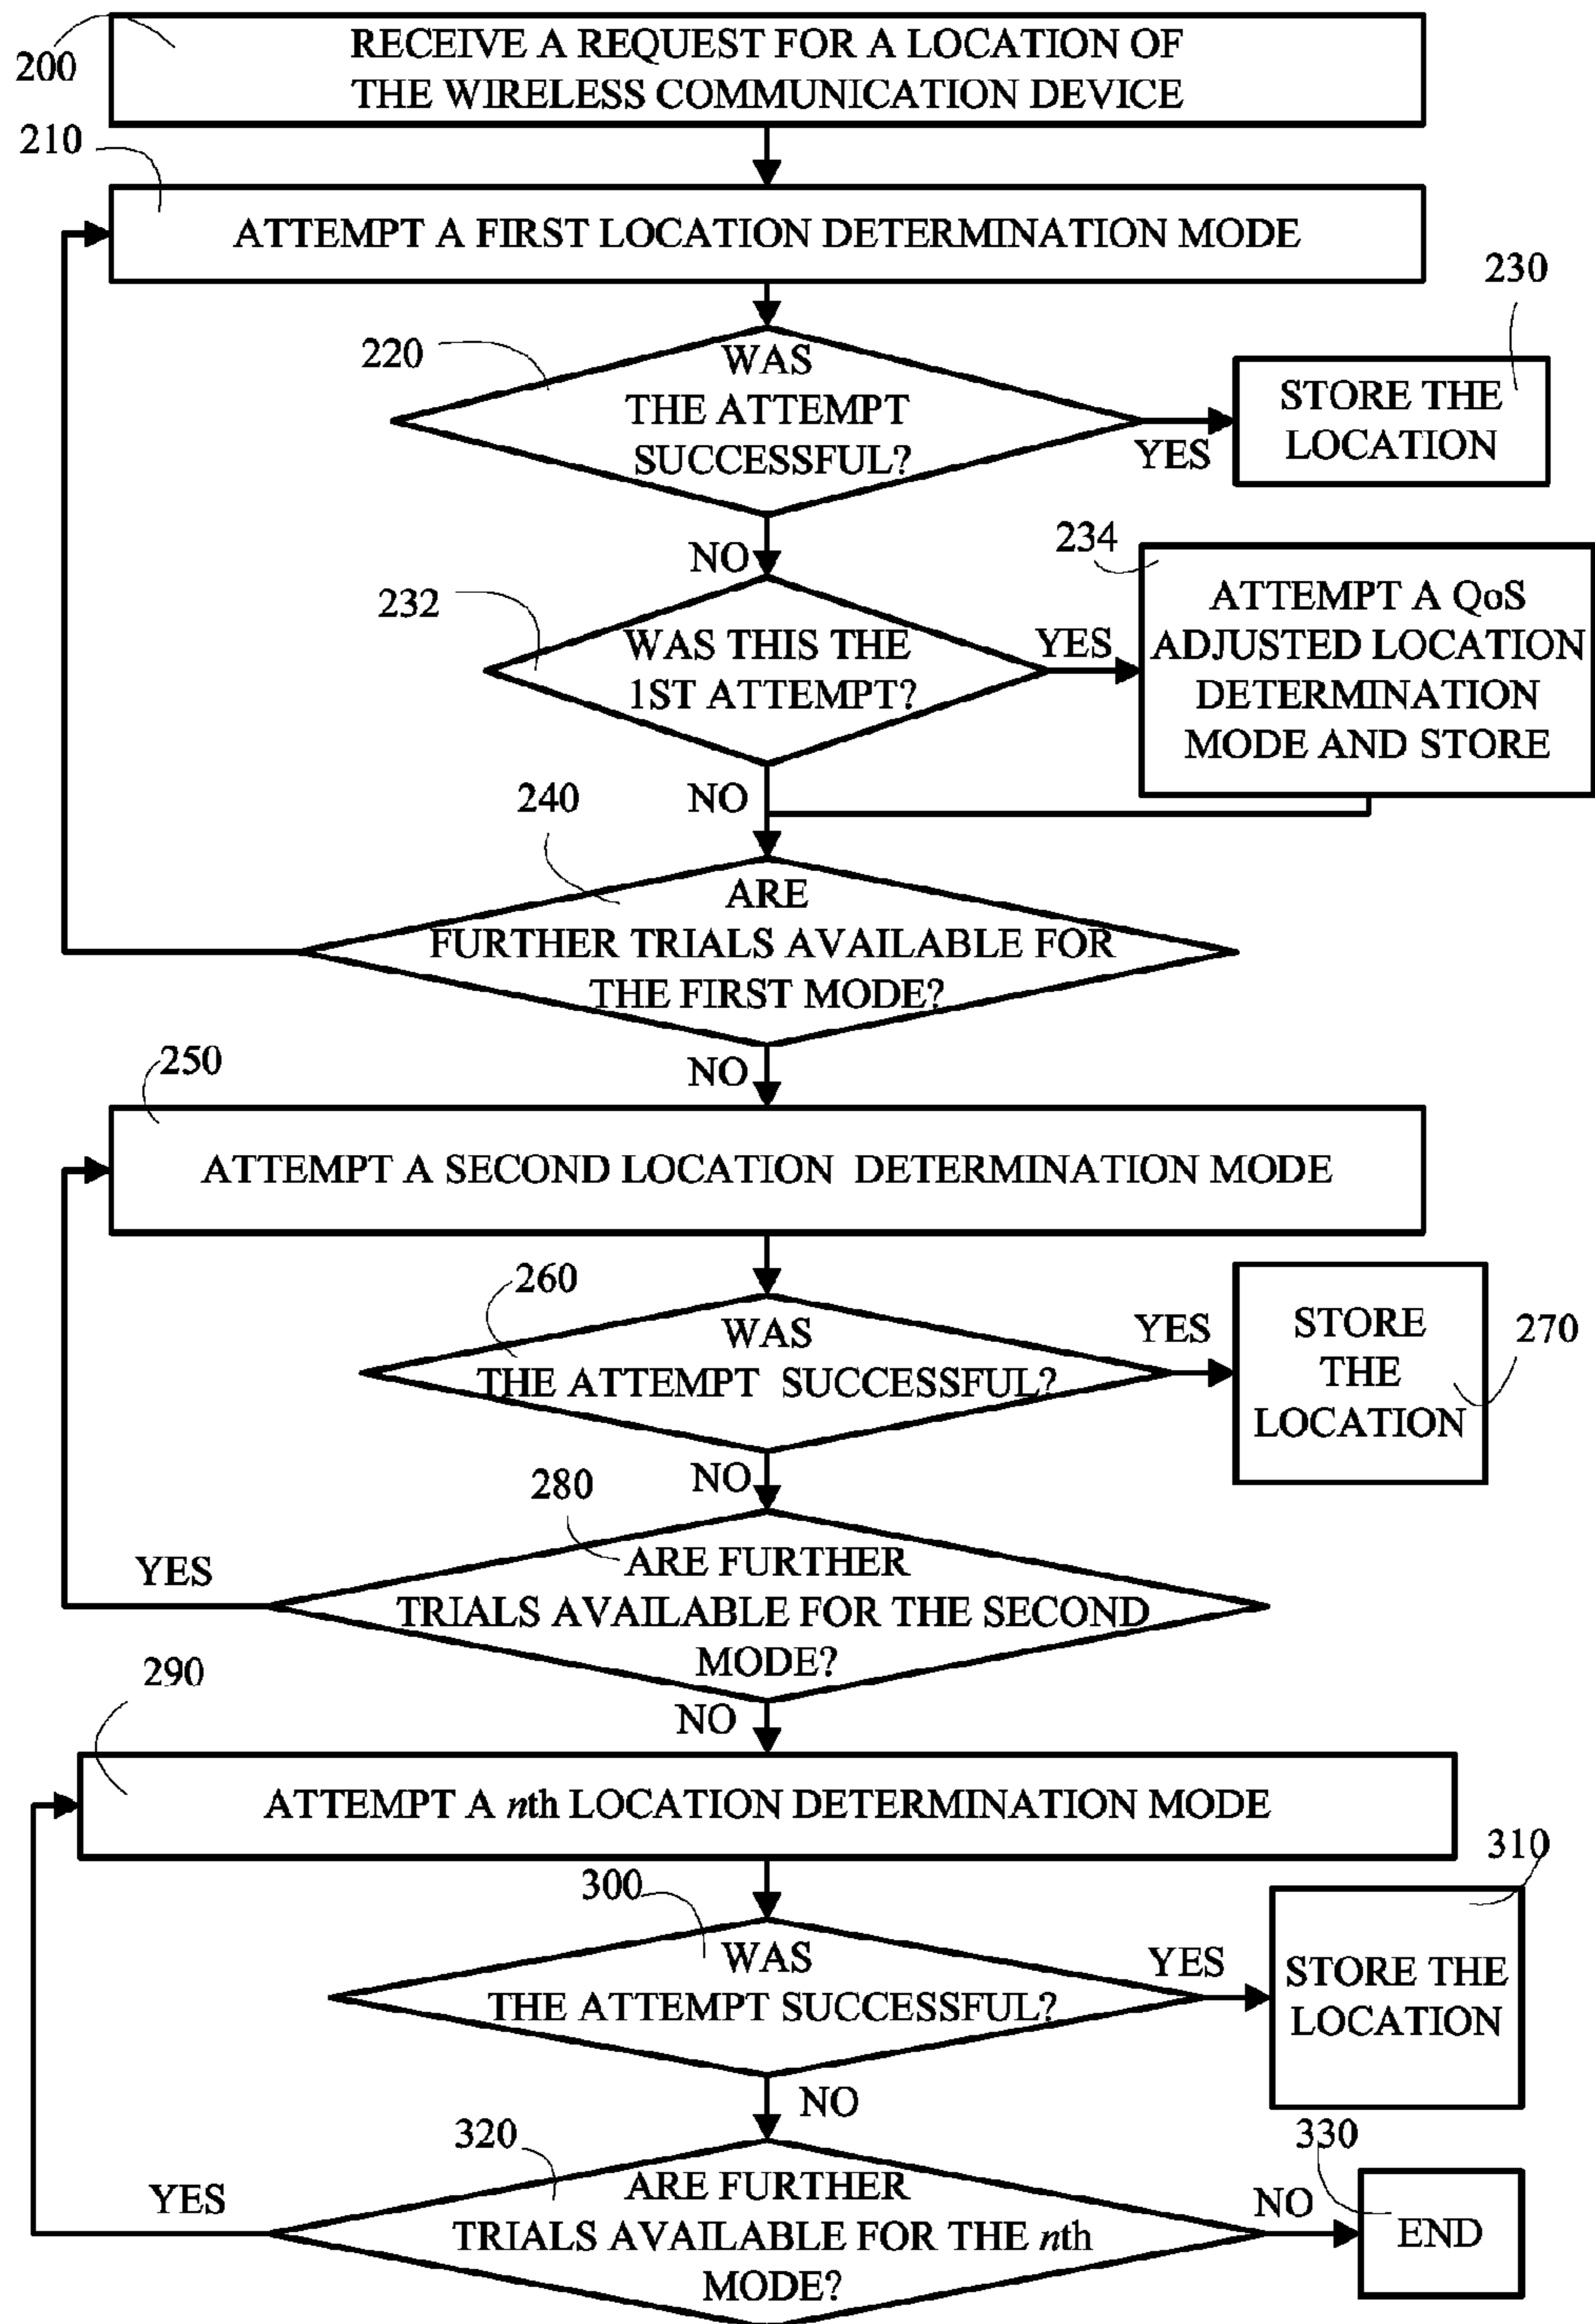 200
RECEIVE A REQUEST FOR A LOCATION OF
THE WIRELESS COMMUNICATION DEVICE
210
ATTEMPT A FIRST LOCATION DETERMINATION MODE
220
WAS
THE ATTEMPT
SUCCESSFUL?
YES
230
STORE THE
LOCATION
NO
232
WAS THIS THE
1ST ATTEMPT?
YES
234
ATTEMPT A QoS
ADJUSTED LOCATION
DETERMINATION
MODE AND STORE
NO
240
ARE
FURTHER TRIALS AVAILABLE FOR
THE FIRST MODE?
NO
250
ATTEMPT A SECOND LOCATION DETERMINATION MODE
260
WAS
THE ATTEMPT SUCCESSFUL?
YES
STORE
THE
LOCATION
270
NO
280
ARE FURTHER
TRIALS AVAILABLE FOR THE SECOND
MODE?
YES
NO
290
ATTEMPT A nth LOCATION DETERMINATION MODE
300
WAS
THE ATTEMPT SUCCESSFUL?
YES
310
STORE THE
LOCATION
NO
320
ARE FURTHER
TRIALS AVAILABLE FOR THE nth
MODE?
YES
NO
330
END